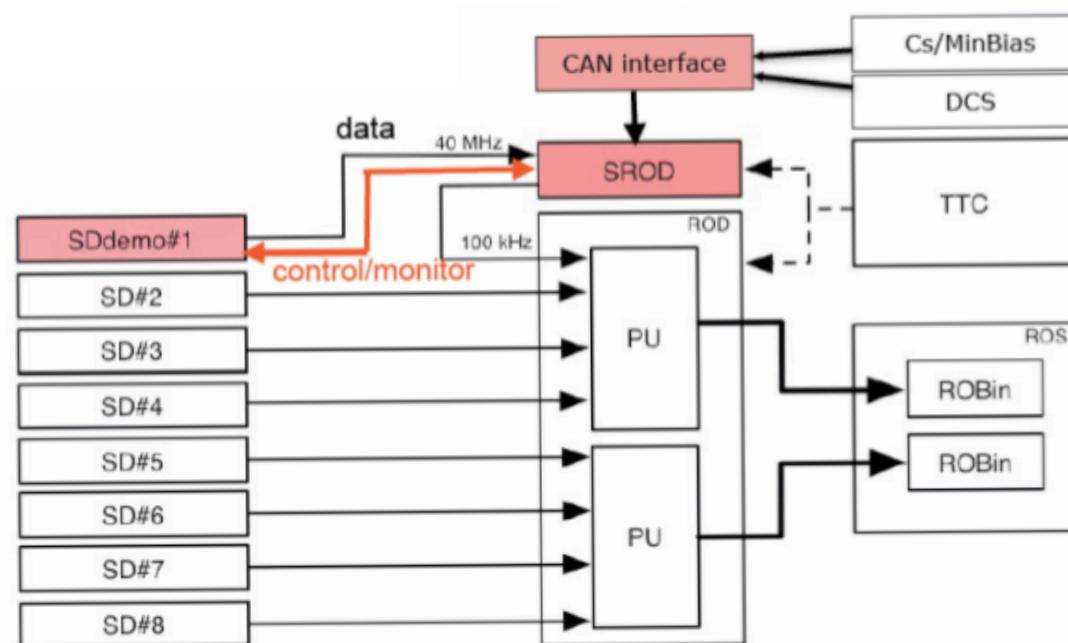 Cs/MinBias
CAN interface
DCS
data
40 MHz
SROD
TTC
SDdemo#1
ROD
100 kHz
control/monitor
SD#2
PU
ROS
SD#3
ROBin
SD#4
SD#5
ROBin
SD#6
PU
SD#7
SD#8